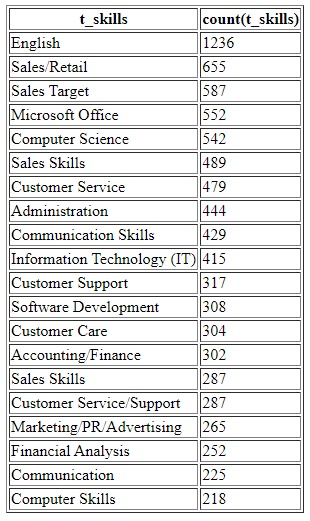 t_skills count(t_skills)
English 1236
Sales/Retail 655
Sales Target 587
Microsoft Office 552
Computer Science 542
Sales Skills 489
Customer Service 479
Administration 444
Communication Skills 429
Information Technology (IT) 415
Customer Support 317
Software Development 308
Customer Care 304
Accounting/Finance 302
Sales Skills 287
Customer Service/Support 287
Marketing/PR/Advertising 265
Financial Analysis 252
Communication 225
Computer Skills 218